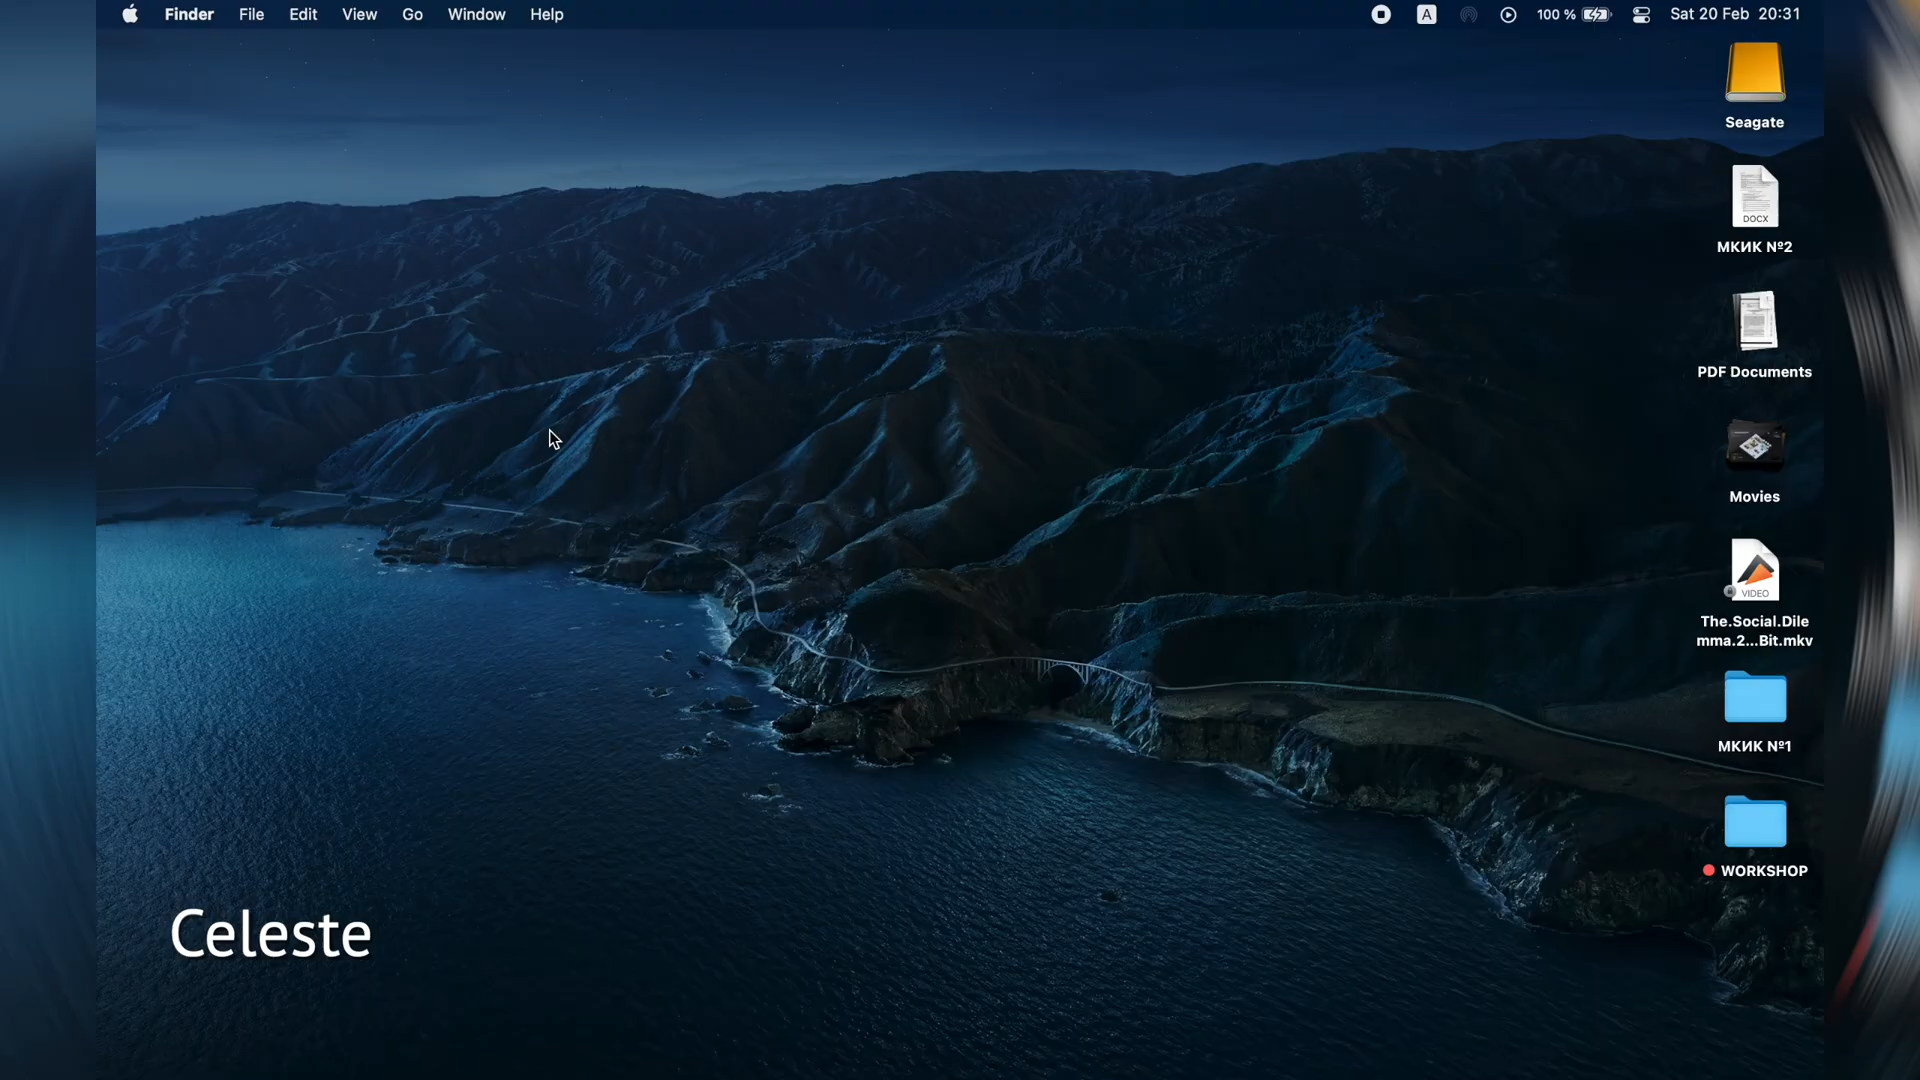 Finder File Edit View Go Window Help
A 100 % Sat 20 Feb 20:31
Seagate
DOCX
МКИК №2
PDF Documents
Movies
VIDEO
The.Social.Dile
mma.2...Bit.mkv
МКИК №1
WORKSHOP
Celeste